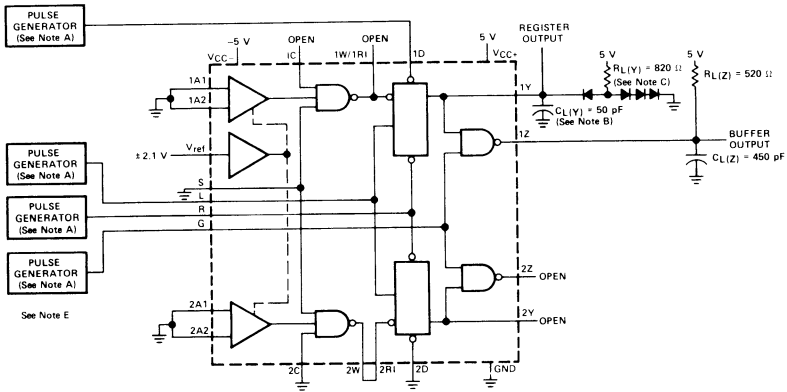 PULSE
GENERATOR
(See Note A)
–5 V
VCC–
OPEN
IC
OPEN
1W/1RI
1D
5 V
VCC+
REGISTER
OUTPUT
5 V
RL(Y) = 820 Ω
(See Note C)
5 V
RL(Z) = 520 Ω
1A1
1A2
1Y
CL(Y) = 50 pF
(See Note B)
1Z
BUFFER
OUTPUT
CL(Z) = 450 pF
±2.1 V
Vref
PULSE
GENERATOR
(See Note A)
S
L
R
G
PULSE
GENERATOR
(See Note A)
PULSE
GENERATOR
(See Note A)
See Note E
2Z
OPEN
2Y
OPEN
2A1
2A2
2C
2W
2RI
2D
GND